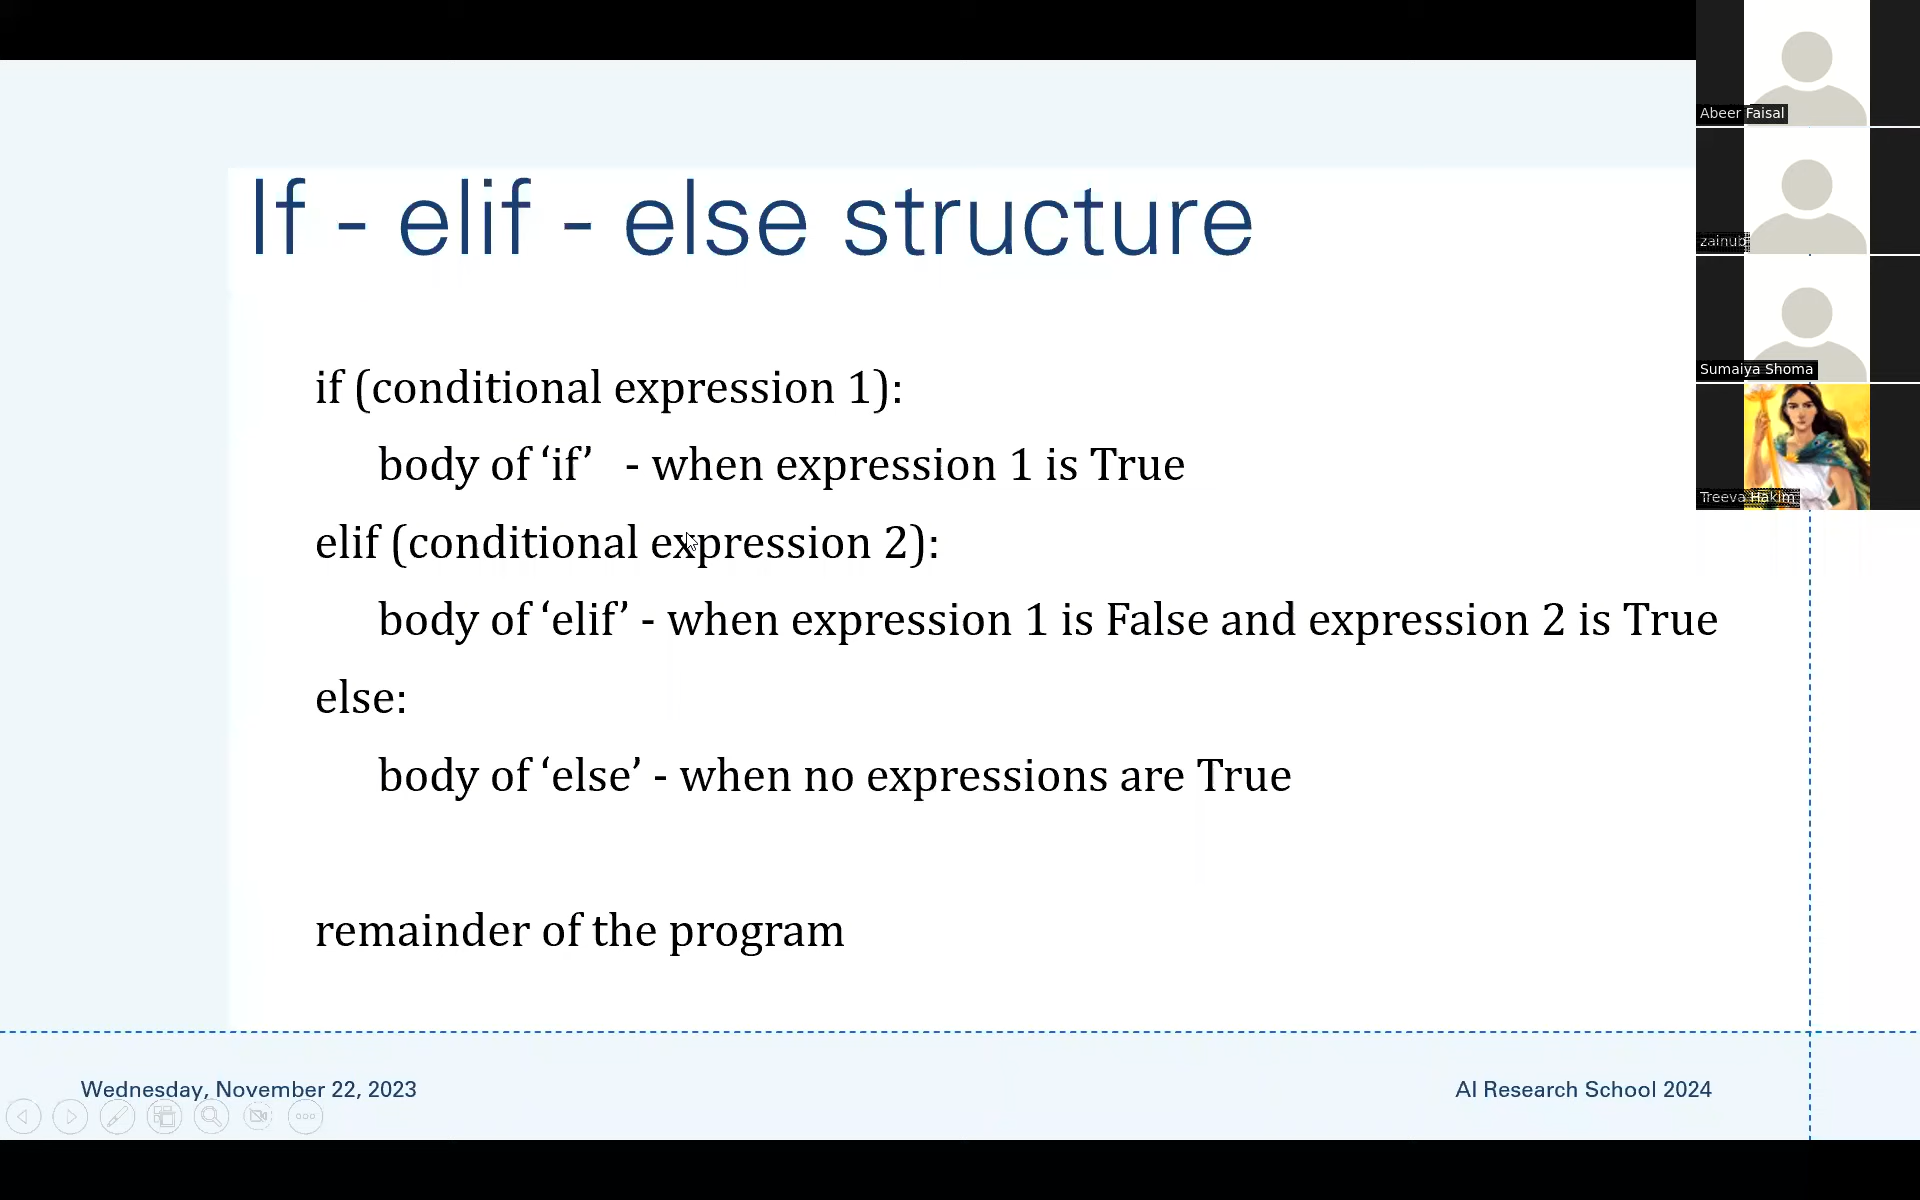 If - elif - else structure
if (conditional expression 1):
body of ‘if’ - when expression 1 is True
elif (conditional expression 2):
body of ‘elif’ - when expression 1 is False and expression 2 is True
else:
body of ‘else’ - when no expressions are True
remainder of the program
Wednesday, November 22, 2023
AI Research School 2024
Abeer Faisal
zainub
Sumaiya Shoma
Treeva Hakim